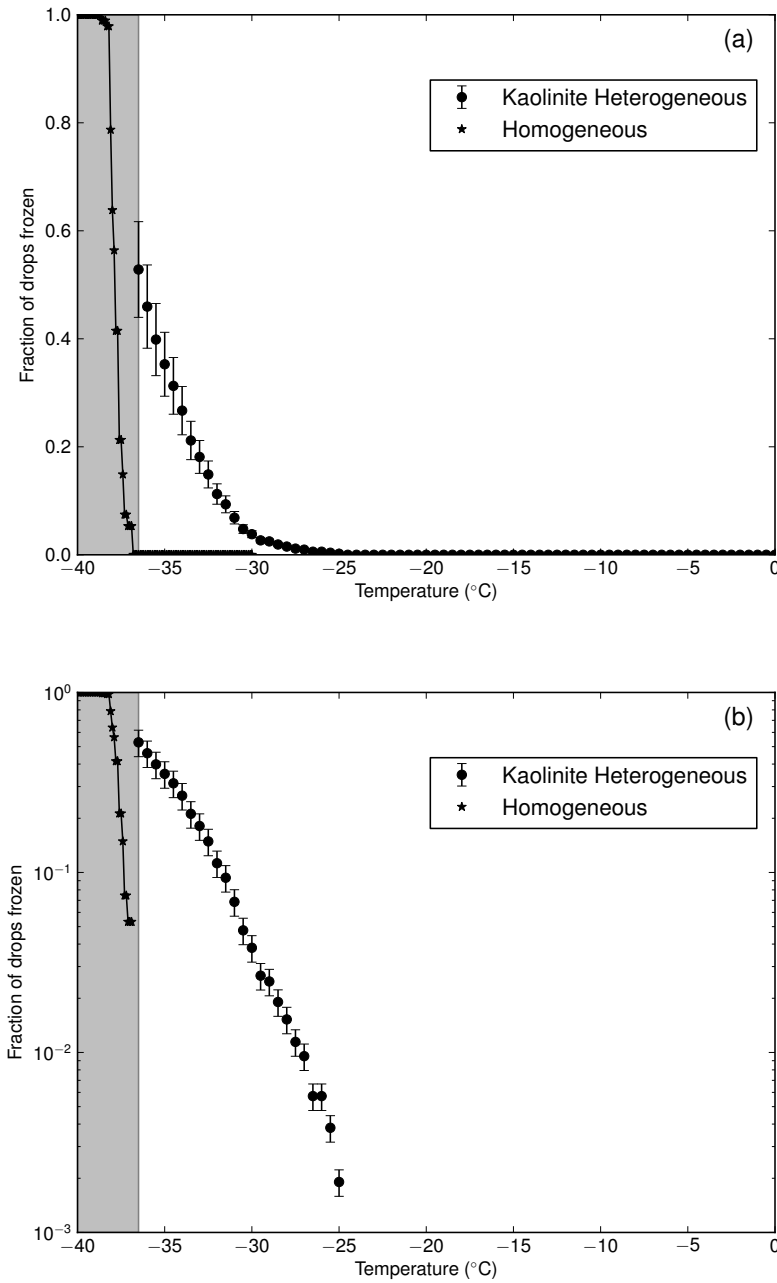 (a)
Kaolinite Heterogeneous
Homogeneous
Fraction of drops frozen
1.0
0.8
0.6
0.4
0.2
0.0
−40 −35 −30 −25 −20 −15 −10 −5 0
Temperature (°C)
(b)
Kaolinite Heterogeneous
Homogeneous
Fraction of drops frozen
10⁰
10⁻¹
10⁻²
10⁻³
−40 −35 −30 −25 −20 −15 −10 −5 0
Temperature (°C)